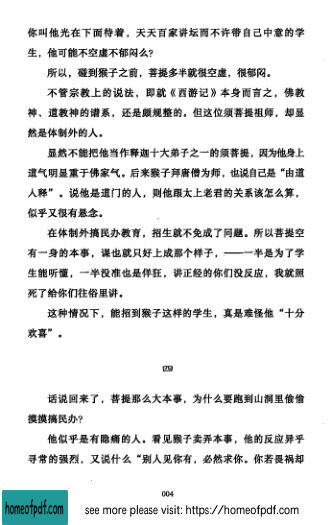 你叫他光在下面待着，天天百家讲坛而不许带自己中意的学
生，他可能不空虚不郁闷么？
所以，碰到猴子之前，菩提多半就很空虚，很郁闷。
不管宗教上的说法，即就《西游记》本身而言之，佛教
神、道教神的谱系，还是颇规整的。但这位须菩提祖师，却显
然是体制外的人。
显然不能把他当作释迦十大弟子之一的须菩提，因为他身上
道气明显重于佛家气。后来猴子拜唐僧为师，也说自己是“由道
入释”。说他是道门的人，则他跟太上老君的关系该怎么算，
似乎又很有悬念。
在体制外搞民办教育，招生就不免成了问题。所以菩提空
有一身的本事，课也就只好上成那个样子，——一半是为了学
生能听懂，一半没准也是佯狂，讲正经的你们没反应，我就照
死了给你们往俗里讲。
这种情况下，能招到猴子这样的学生，真是难怪他“十分
欢喜”。
四
话说回来了，菩提那么大本事，为什么要跑到山洞里偷偷
摸摸搞民办？
他似乎是有隐痛的人。看见猴子卖弄本事，他的反应异乎
寻常的强烈，又说什么“别人见你有，必然求你。你若畏祸却
004
homeofpdf.com
see more please visit: https://homeofpdf.com